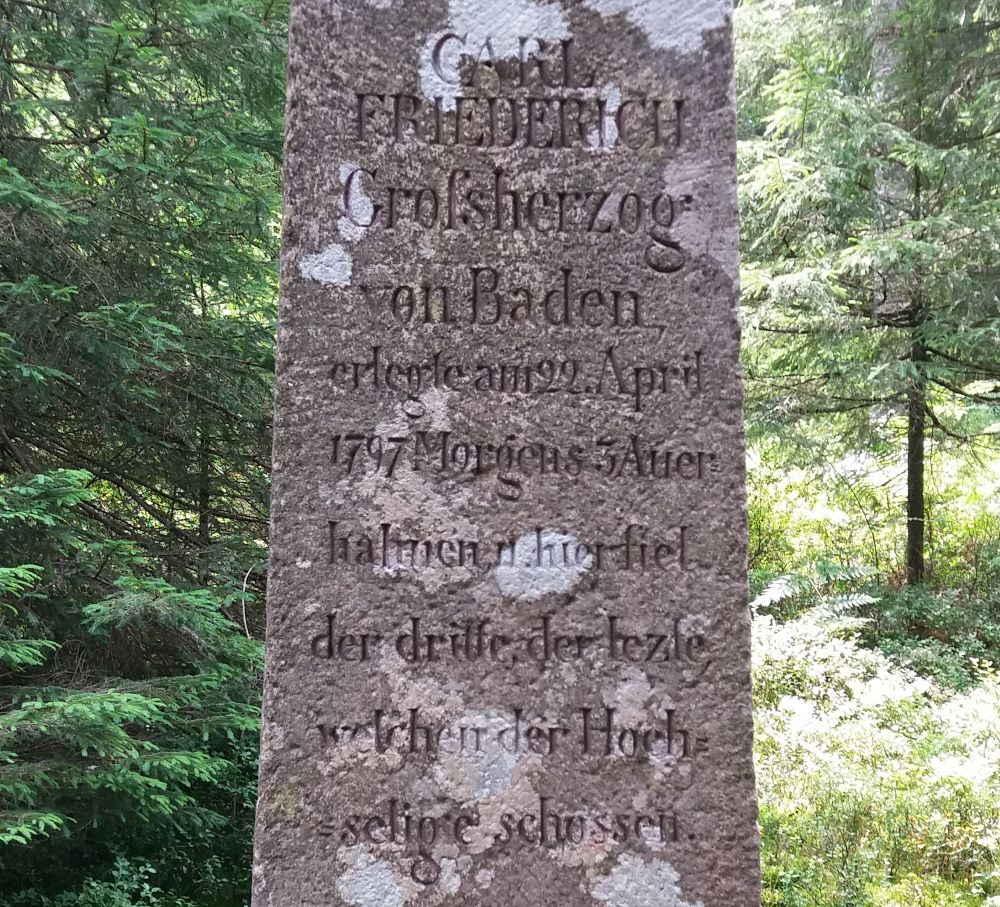 CARL
FRIEDERICH
Groſsherzog
von Baden
erlegte am 22. April
1797 Morgens 3 Auer=
hahnen, u. hier fiel
der dritte, der lezte,
welchen der Hoch=
=selige schossen.